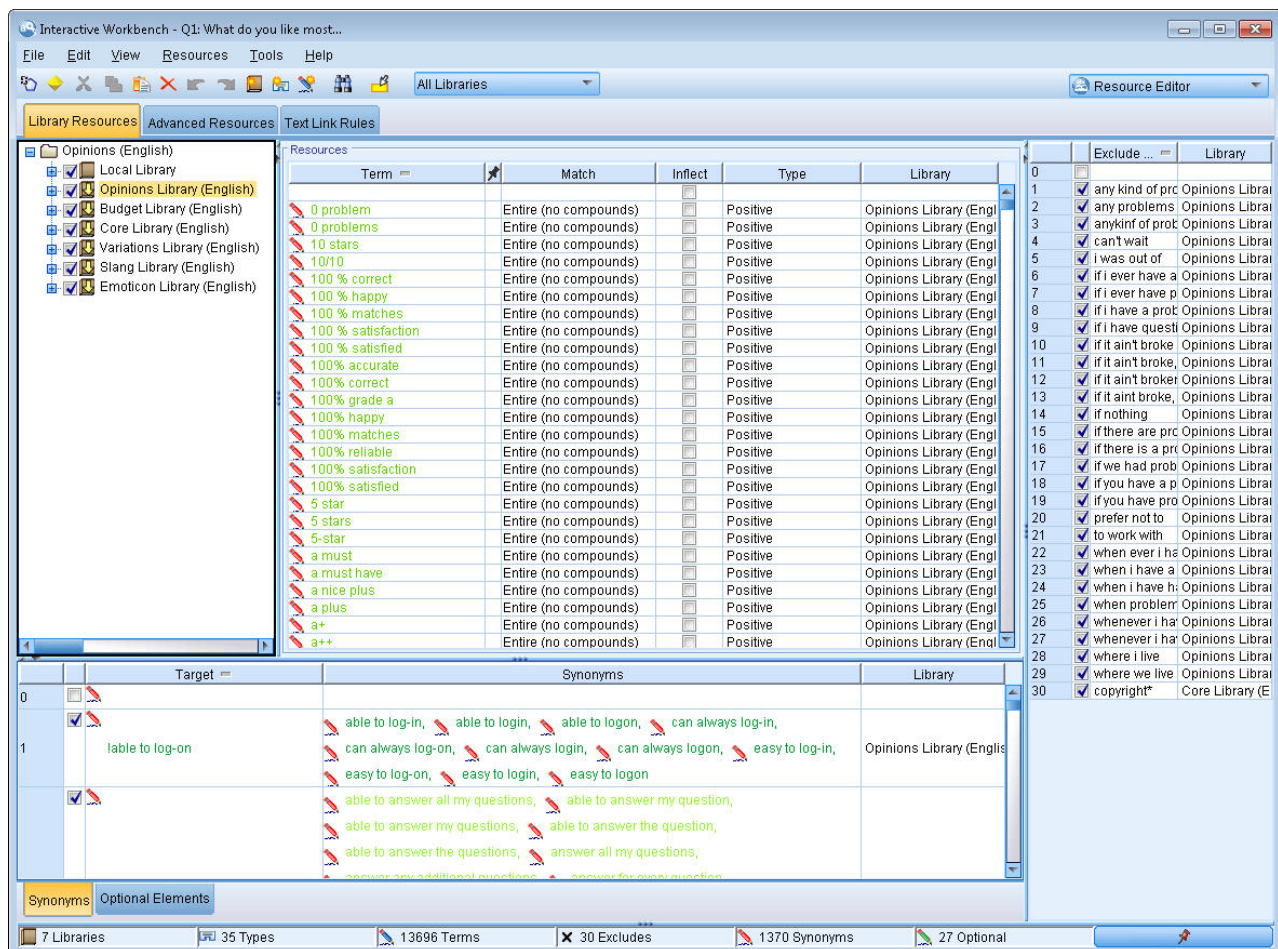 Interactive Workbench - Q1: What do you like most...
File Edit View Resources Tools Help
All Libraries
Resource Editor
Library Resources Advanced Resources Text Link Rules
Opinions (English)
Local Library
Opinions Library (English)
Budget Library (English)
Core Library (English)
Variations Library (English)
Slang Library (English)
Emoticon Library (English)
Resources
Term Match Inflect Type Library
0 problem Entire (no compounds) Positive Opinions Library (Engl
0 problems Entire (no compounds) Positive Opinions Library (Engl
10 stars Entire (no compounds) Positive Opinions Library (Engl
10/10 Entire (no compounds) Positive Opinions Library (Engl
100 % correct Entire (no compounds) Positive Opinions Library (Engl
100 % happy Entire (no compounds) Positive Opinions Library (Engl
100 % matches Entire (no compounds) Positive Opinions Library (Engl
100 % satisfaction Entire (no compounds) Positive Opinions Library (Engl
100 % satisfied Entire (no compounds) Positive Opinions Library (Engl
100% accurate Entire (no compounds) Positive Opinions Library (Engl
100% correct Entire (no compounds) Positive Opinions Library (Engl
100% grade a Entire (no compounds) Positive Opinions Library (Engl
100% happy Entire (no compounds) Positive Opinions Library (Engl
100% matches Entire (no compounds) Positive Opinions Library (Engl
100% reliable Entire (no compounds) Positive Opinions Library (Engl
100% satisfaction Entire (no compounds) Positive Opinions Library (Engl
100% satisfied Entire (no compounds) Positive Opinions Library (Engl
5 star Entire (no compounds) Positive Opinions Library (Engl
5 stars Entire (no compounds) Positive Opinions Library (Engl
5-star Entire (no compounds) Positive Opinions Library (Engl
a must Entire (no compounds) Positive Opinions Library (Engl
a must have Entire (no compounds) Positive Opinions Library (Engl
a nice plus Entire (no compounds) Positive Opinions Library (Engl
a plus Entire (no compounds) Positive Opinions Library (Engl
a+ Entire (no compounds) Positive Opinions Library (Engl
a++ Entire (no compounds) Positive Opinions Library (Engl
Exclude ... Library
0
1 any kind of prc Opinions Librai
2 any problems Opinions Librai
3 anykinf of prob Opinions Librai
4 can't wait Opinions Librai
5 i was out of Opinions Librai
6 if i ever have a Opinions Librai
7 if i ever have p Opinions Librai
8 if i have a prob Opinions Librai
9 if i have questi Opinions Librai
10 if it ain't broke Opinions Librai
11 if it ain't broke, Opinions Librai
12 if it ain't broker Opinions Librai
13 if it aint broke, Opinions Librai
14 if nothing Opinions Librai
15 if there are prc Opinions Librai
16 if there is a pr Opinions Librai
17 if we had prob Opinions Librai
18 if you have a p Opinions Librai
19 if you have pro Opinions Librai
20 prefer not to Opinions Librai
21 to work with Opinions Librai
22 when ever i ha Opinions Librai
23 when i have a Opinions Librai
24 when i have h Opinions Librai
25 when problem Opinions Librai
26 whenever i ha Opinions Librai
27 whenever i ha Opinions Librai
28 where i live Opinions Librai
29 where we live Opinions Librai
30 copyright* Core Library (E
Target Synonyms Library
0
1 !able to log-on
able to log-in, able to login, able to logon, can always log-in,
can always log-on, can always login, can always logon, easy to log-in,
easy to log-on, easy to login, easy to logon
Opinions Library (Englis
able to answer all my questions, able to answer my question,
able to answer my questions, able to answer the question,
able to answer the questions, answer all my questions,
answer any additional questions, answer for every question
Synonyms Optional Elements
7 Libraries 35 Types 13696 Terms 30 Excludes 1370 Synonyms 27 Optional